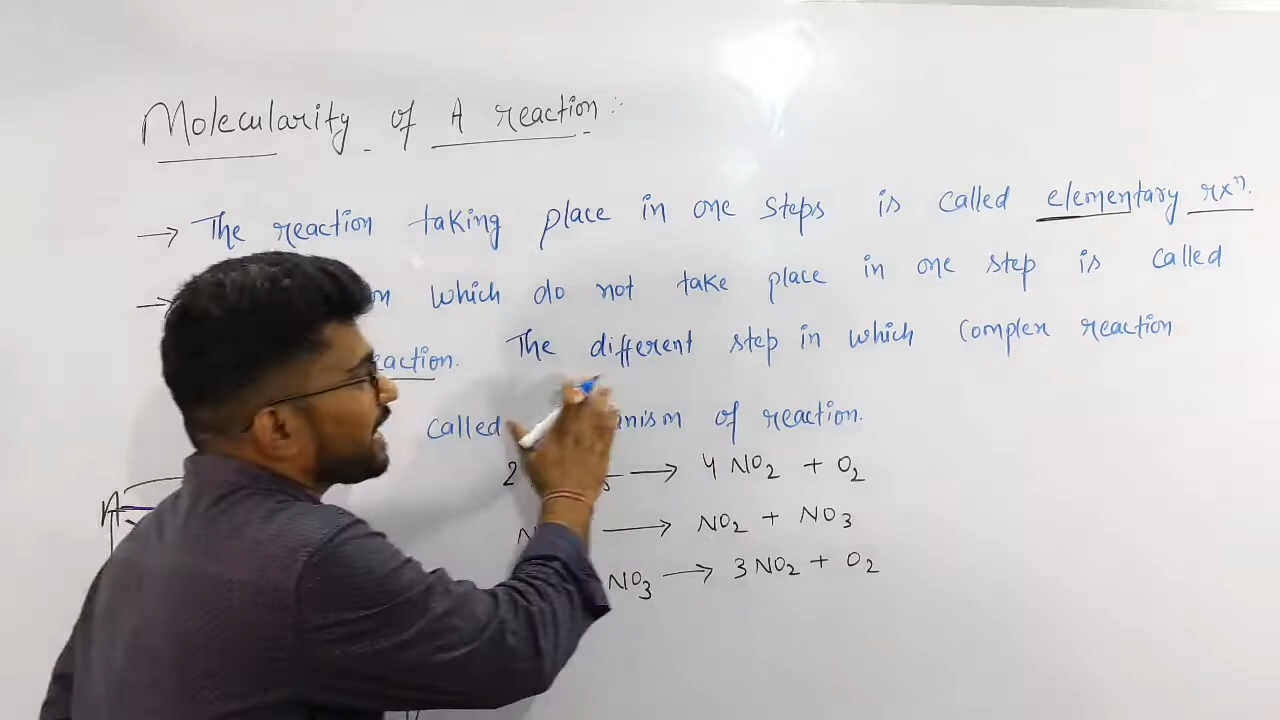 Molecularity of A reaction :
→ The reaction taking place in one steps is called elementary rxⁿ.
→ which do not take place in one step is called
eaction. The different step in which complex reaction
called of reaction.
2 → 4 NO₂ + O₂
→ NO₂ + NO₃
NO₃ → 3 NO₂ + O₂